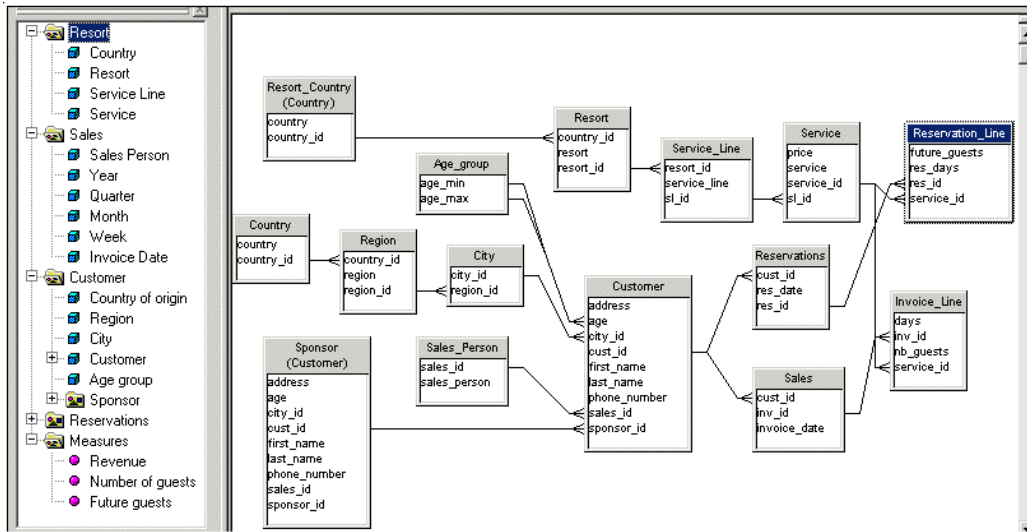 Resort
Country
Resort
Service Line
Service
Sales
Sales Person
Year
Quarter
Month
Week
Invoice Date
Customer
Country of origin
Region
City
Customer
Age group
Sponsor
Reservations
Measures
Revenue
Number of guests
Future guests
Resort_Country
(Country)
country
country_id
Resort
country_id
resort
resort_id
Service_Line
resort_id
service_line
sl_id
Service
price
service
service_id
sl_id
Reservation_Line
future_guests
res_days
res_id
service_id
Age_group
age_min
age_max
Country
country
country_id
Region
country_id
region
region_id
City
city_id
region_id
Customer
address
age
city_id
cust_id
first_name
last_name
phone_number
sales_id
sponsor_id
Reservations
cust_id
res_date
res_id
Invoice_Line
days
inv_id
nb_guests
service_id
Sponsor
(Customer)
address
age
city_id
cust_id
first_name
last_name
phone_number
sales_id
sponsor_id
Sales_Person
sales_id
sales_person
Sales
cust_id
inv_id
invoice_date